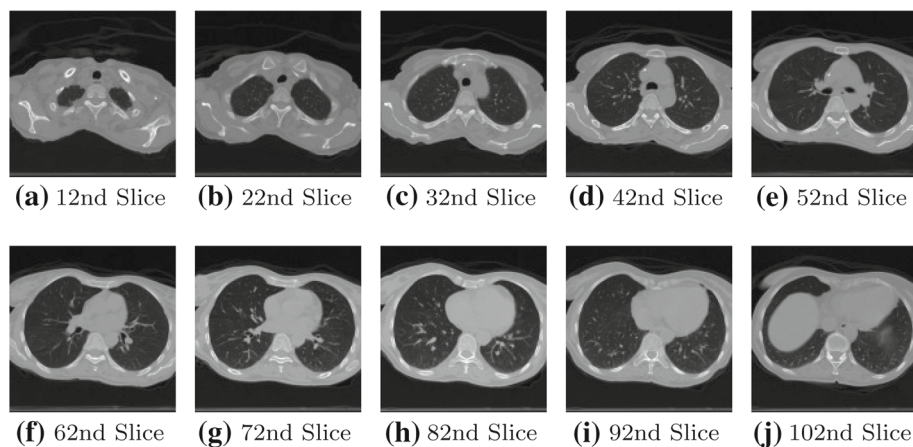 (a) 12nd Slice (b) 22nd Slice (c) 32nd Slice (d) 42nd Slice (e) 52nd Slice
(f) 62nd Slice (g) 72nd Slice (h) 82nd Slice (i) 92nd Slice (j) 102nd Slice